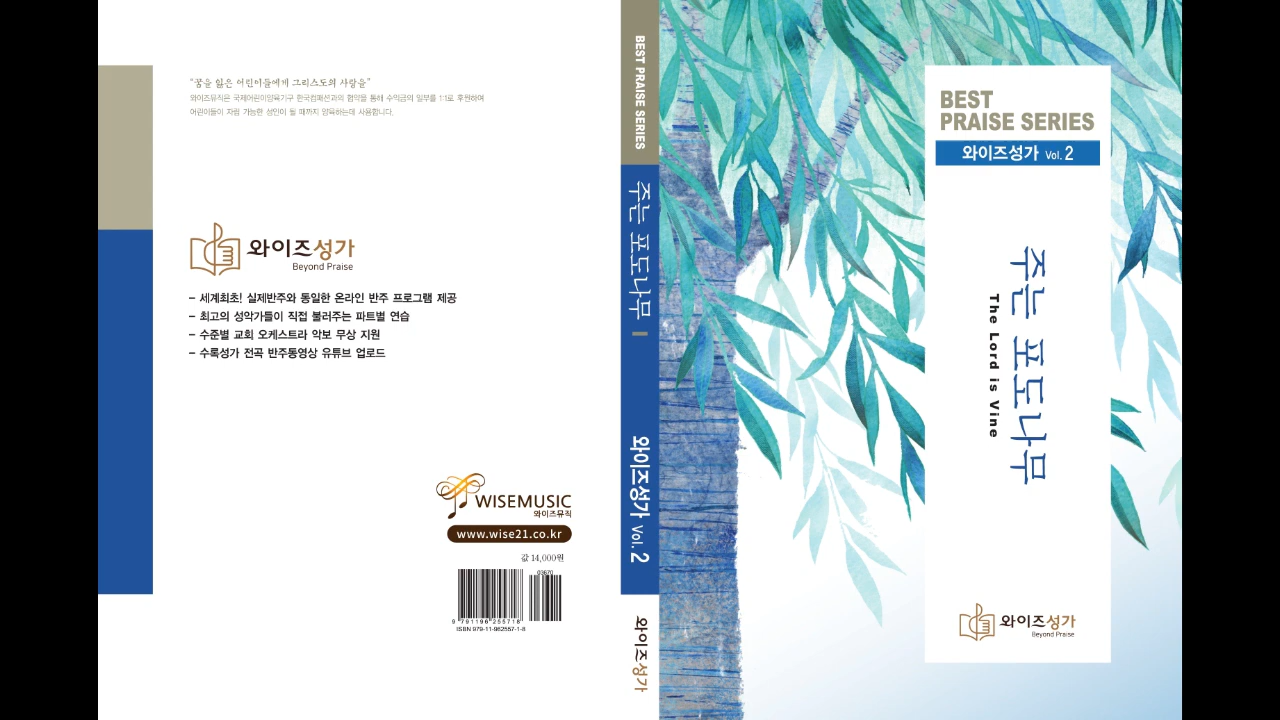 “꿈을 잃은 어린이들에게 그리스도의 사랑을”
와이즈뮤직은 국제어린이양육기구 한국컴패션과의 협약을 통해 수익금의 일부를 1:1로 후원하여
어린이들이 자립 가능한 성인이 될 때까지 양육하는데 사용합니다.
와이즈성가
Beyond Praise
– 세계최초! 실제반주와 동일한 온라인 반주 프로그램 제공
– 최고의 성악가들이 직접 불러주는 파트별 연습
– 수준별 교회 오케스트라 악보 무상 지원
– 수록성가 전곡 반주동영상 유튜브 업로드
WISEMUSIC
와이즈뮤직
www.wise21.co.kr
값 14,000원
03670
9 791196 255718
ISBN 979-11-962557-1-8
BEST PRAISE SERIES
주는 포도나무
와이즈성가 Vol. 2
와이즈성가
BEST
PRAISE SERIES
와이즈성가 Vol. 2
주는 포도나무
The Lord is Vine
와이즈성가
Beyond Praise